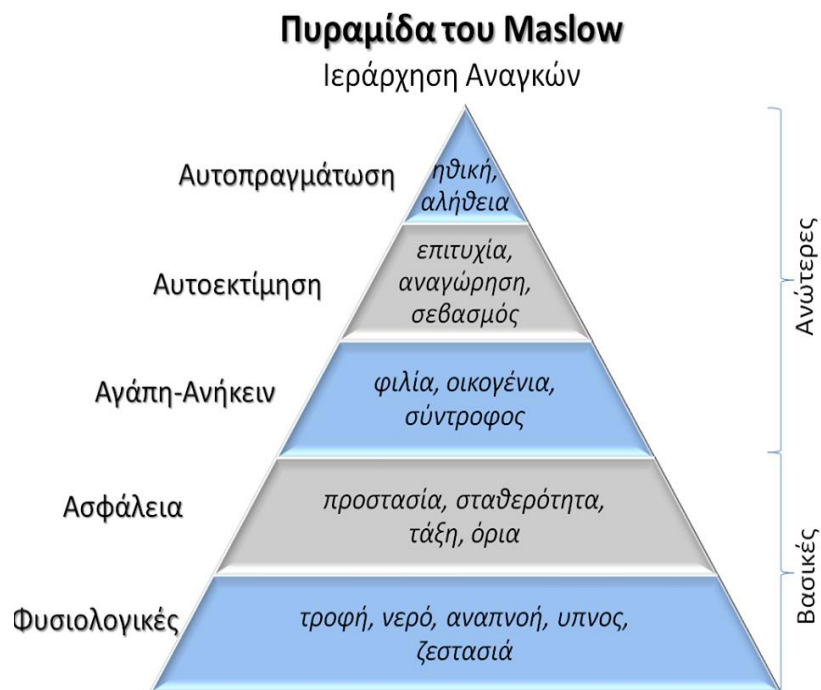 Πυραμίδα του Maslow
Ιεράρχηση Αναγκών
Αυτοπραγμάτωση
ηθική,
αλήθεια
Αυτοεκτίμηση
επιτυχία,
αναγώρηση,
σεβασμός
Αγάπη-Ανήκειν
φιλία, οικογένια,
σύντροφος
Ανώτερες
Ασφάλεια
προστασία, σταθερότητα,
τάξη, όρια
Φυσιολογικές
τροφή, νερό, αναπνοή, υπνος,
ζεστασιά
Βασικές